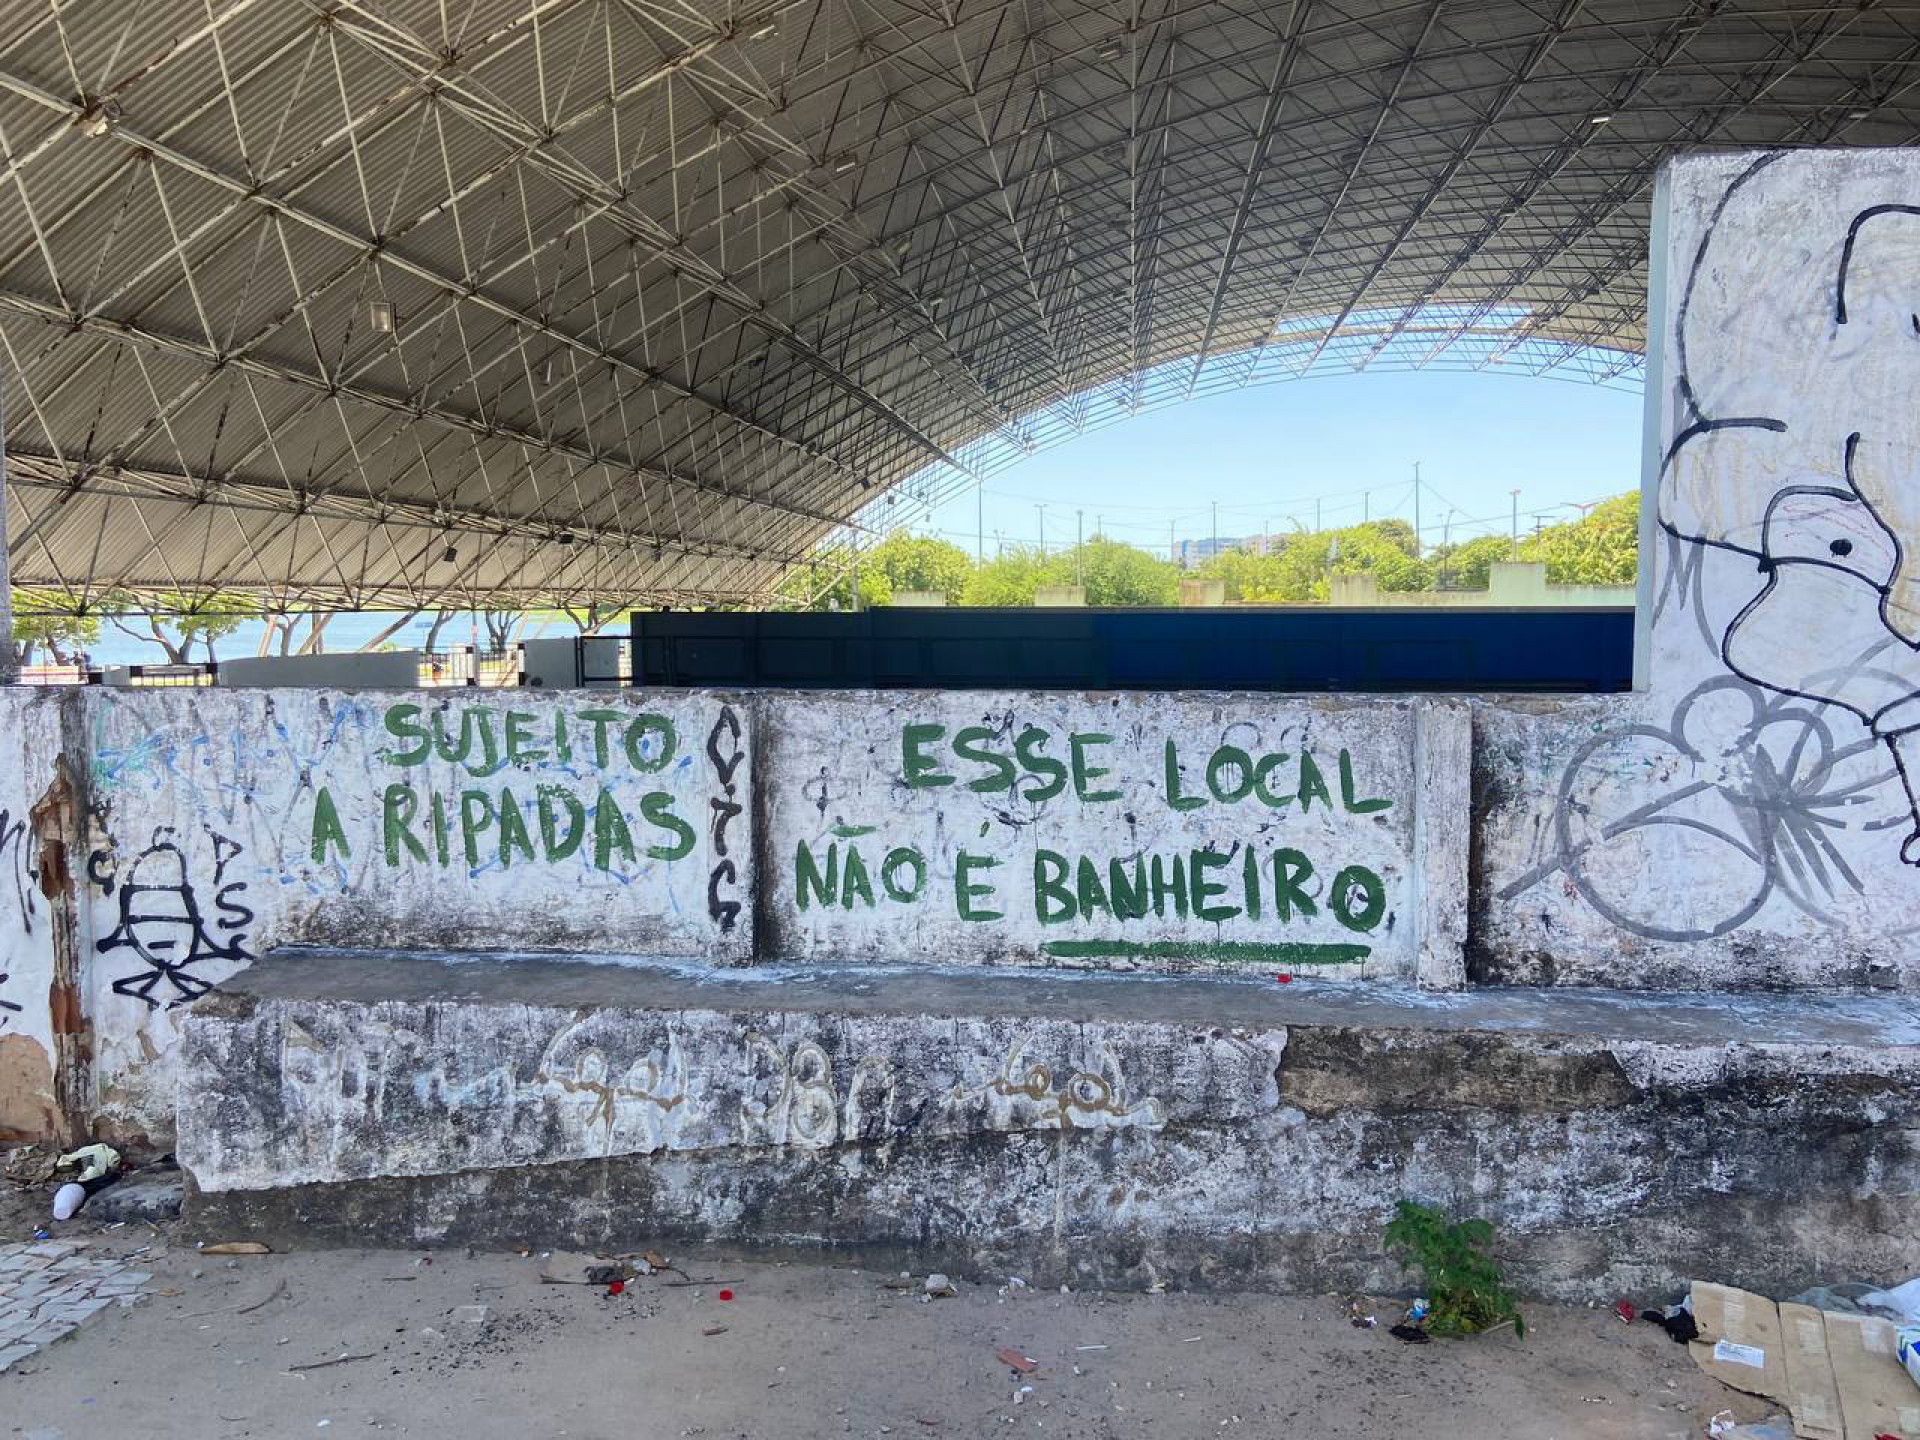 SUJEITO
A RIPADAS
ESSE LOCAL
NÃO É BANHEIRO